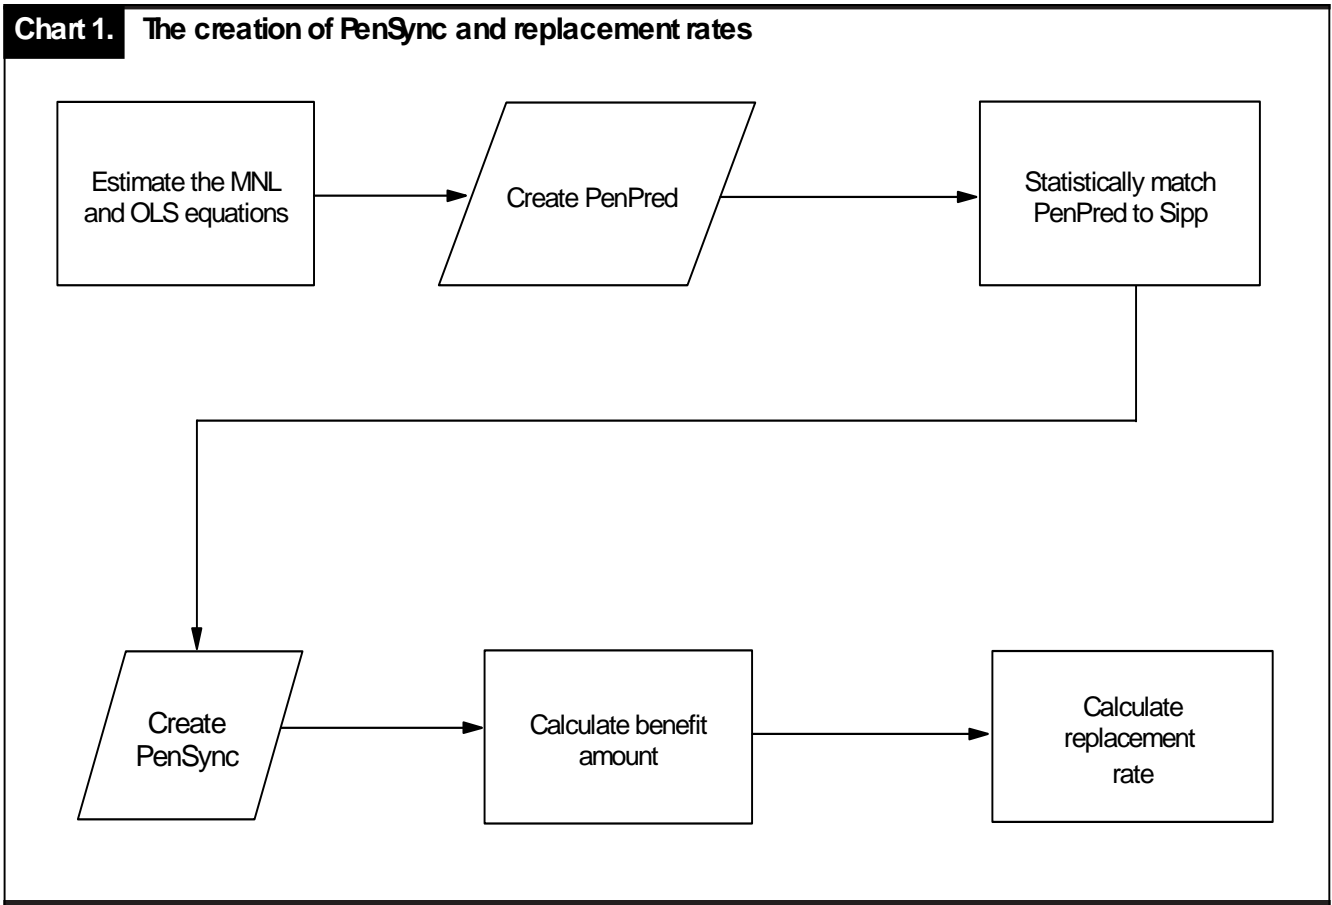 Chart 1. The creation of PenSync and replacement rates
Estimate the MNL
and OLS equations
Create PenPred
Statistically match
PenPred to Sipp
Create
PenSync
Calculate benefit
amount
Calculate
replacement
rate